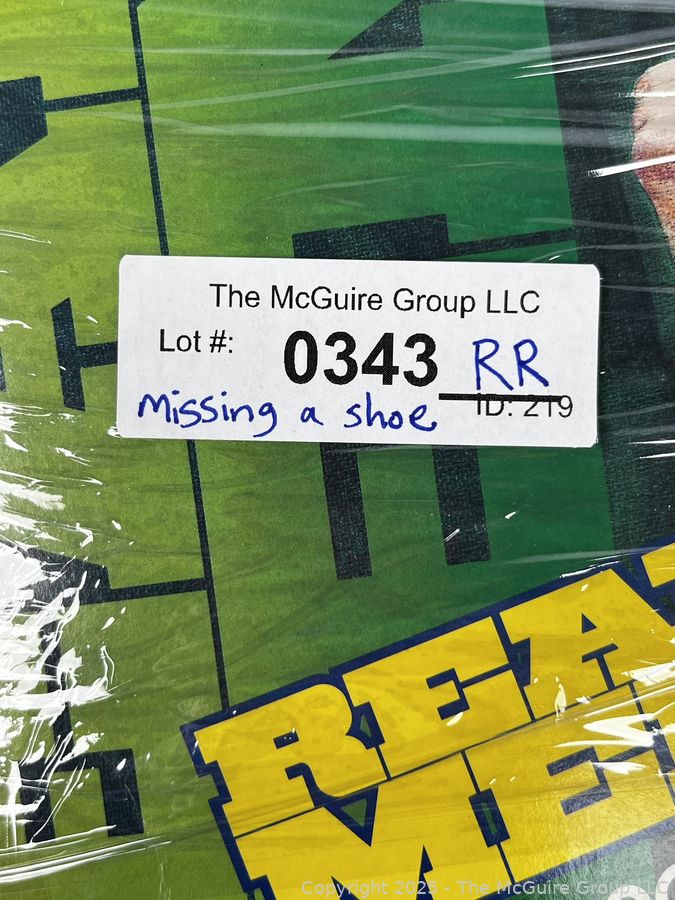 The McGuire Group LLC
Lot #: 0343 RR
Missing a shoe ID: 219
REA
ME
Copyright 2025 - The McGuire Group LLC